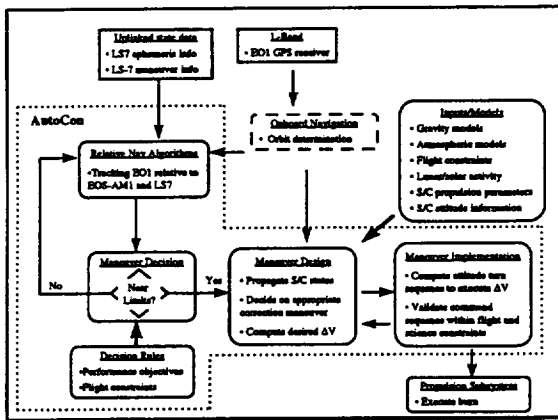 Uplinked state data
• LS7 ephemeris info
• LS-7 maneuver info
L-Band
• EO1 GPS receiver
AutoCon
Onboard Navigation
• Orbit determination
Inputs/Models
• Gravity models
• Atmospheric models
• Flight constraints
• Lunar/solar activity
• S/C propulsion parameters
• S/C attitude information
Relative Nav Algorithms
•Tracking EO1 relative to
EOS-AM1 and LS7
Maneuver Decision
No
Near
Limits?
Yes
Maneuver Design
• Propagate S/C states
• Decide on appropriate
correction maneuver
• Compute desired ΔV
Maneuver Implementation
• Compute attitude turn
sequence to execute ΔV
• Validate command
sequence within flight and
science constraints
Decision Rules
•Performance objectives
•Flight constraints
Propulsion Subsystem
• Execute burn